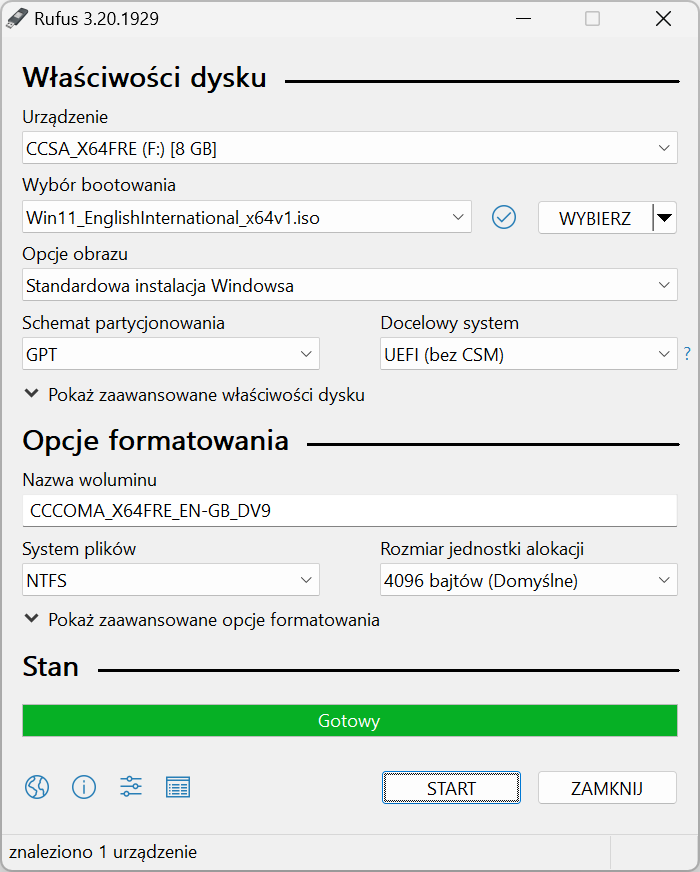 Rufus 3.20.1929
Właściwości dysku
Urządzenie
CCSA_X64FRE (F:) [8 GB]
Wybór bootowania
Win11_EnglishInternational_x64v1.iso
WYBIERZ
Opcje obrazu
Standardowa instalacja Windowsa
Schemat partycjonowania
Docelowy system
GPT
UEFI (bez CSM)
?
Pokaż zaawansowane właściwości dysku
Opcje formatowania
Nazwa woluminu
CCCOMA_X64FRE_EN-GB_DV9
System plików
Rozmiar jednostki alokacji
NTFS
4096 bajtów (Domyślne)
Pokaż zaawansowane opcje formatowania
Stan
Gotowy
START
ZAMKNIJ
znaleziono 1 urządzenie